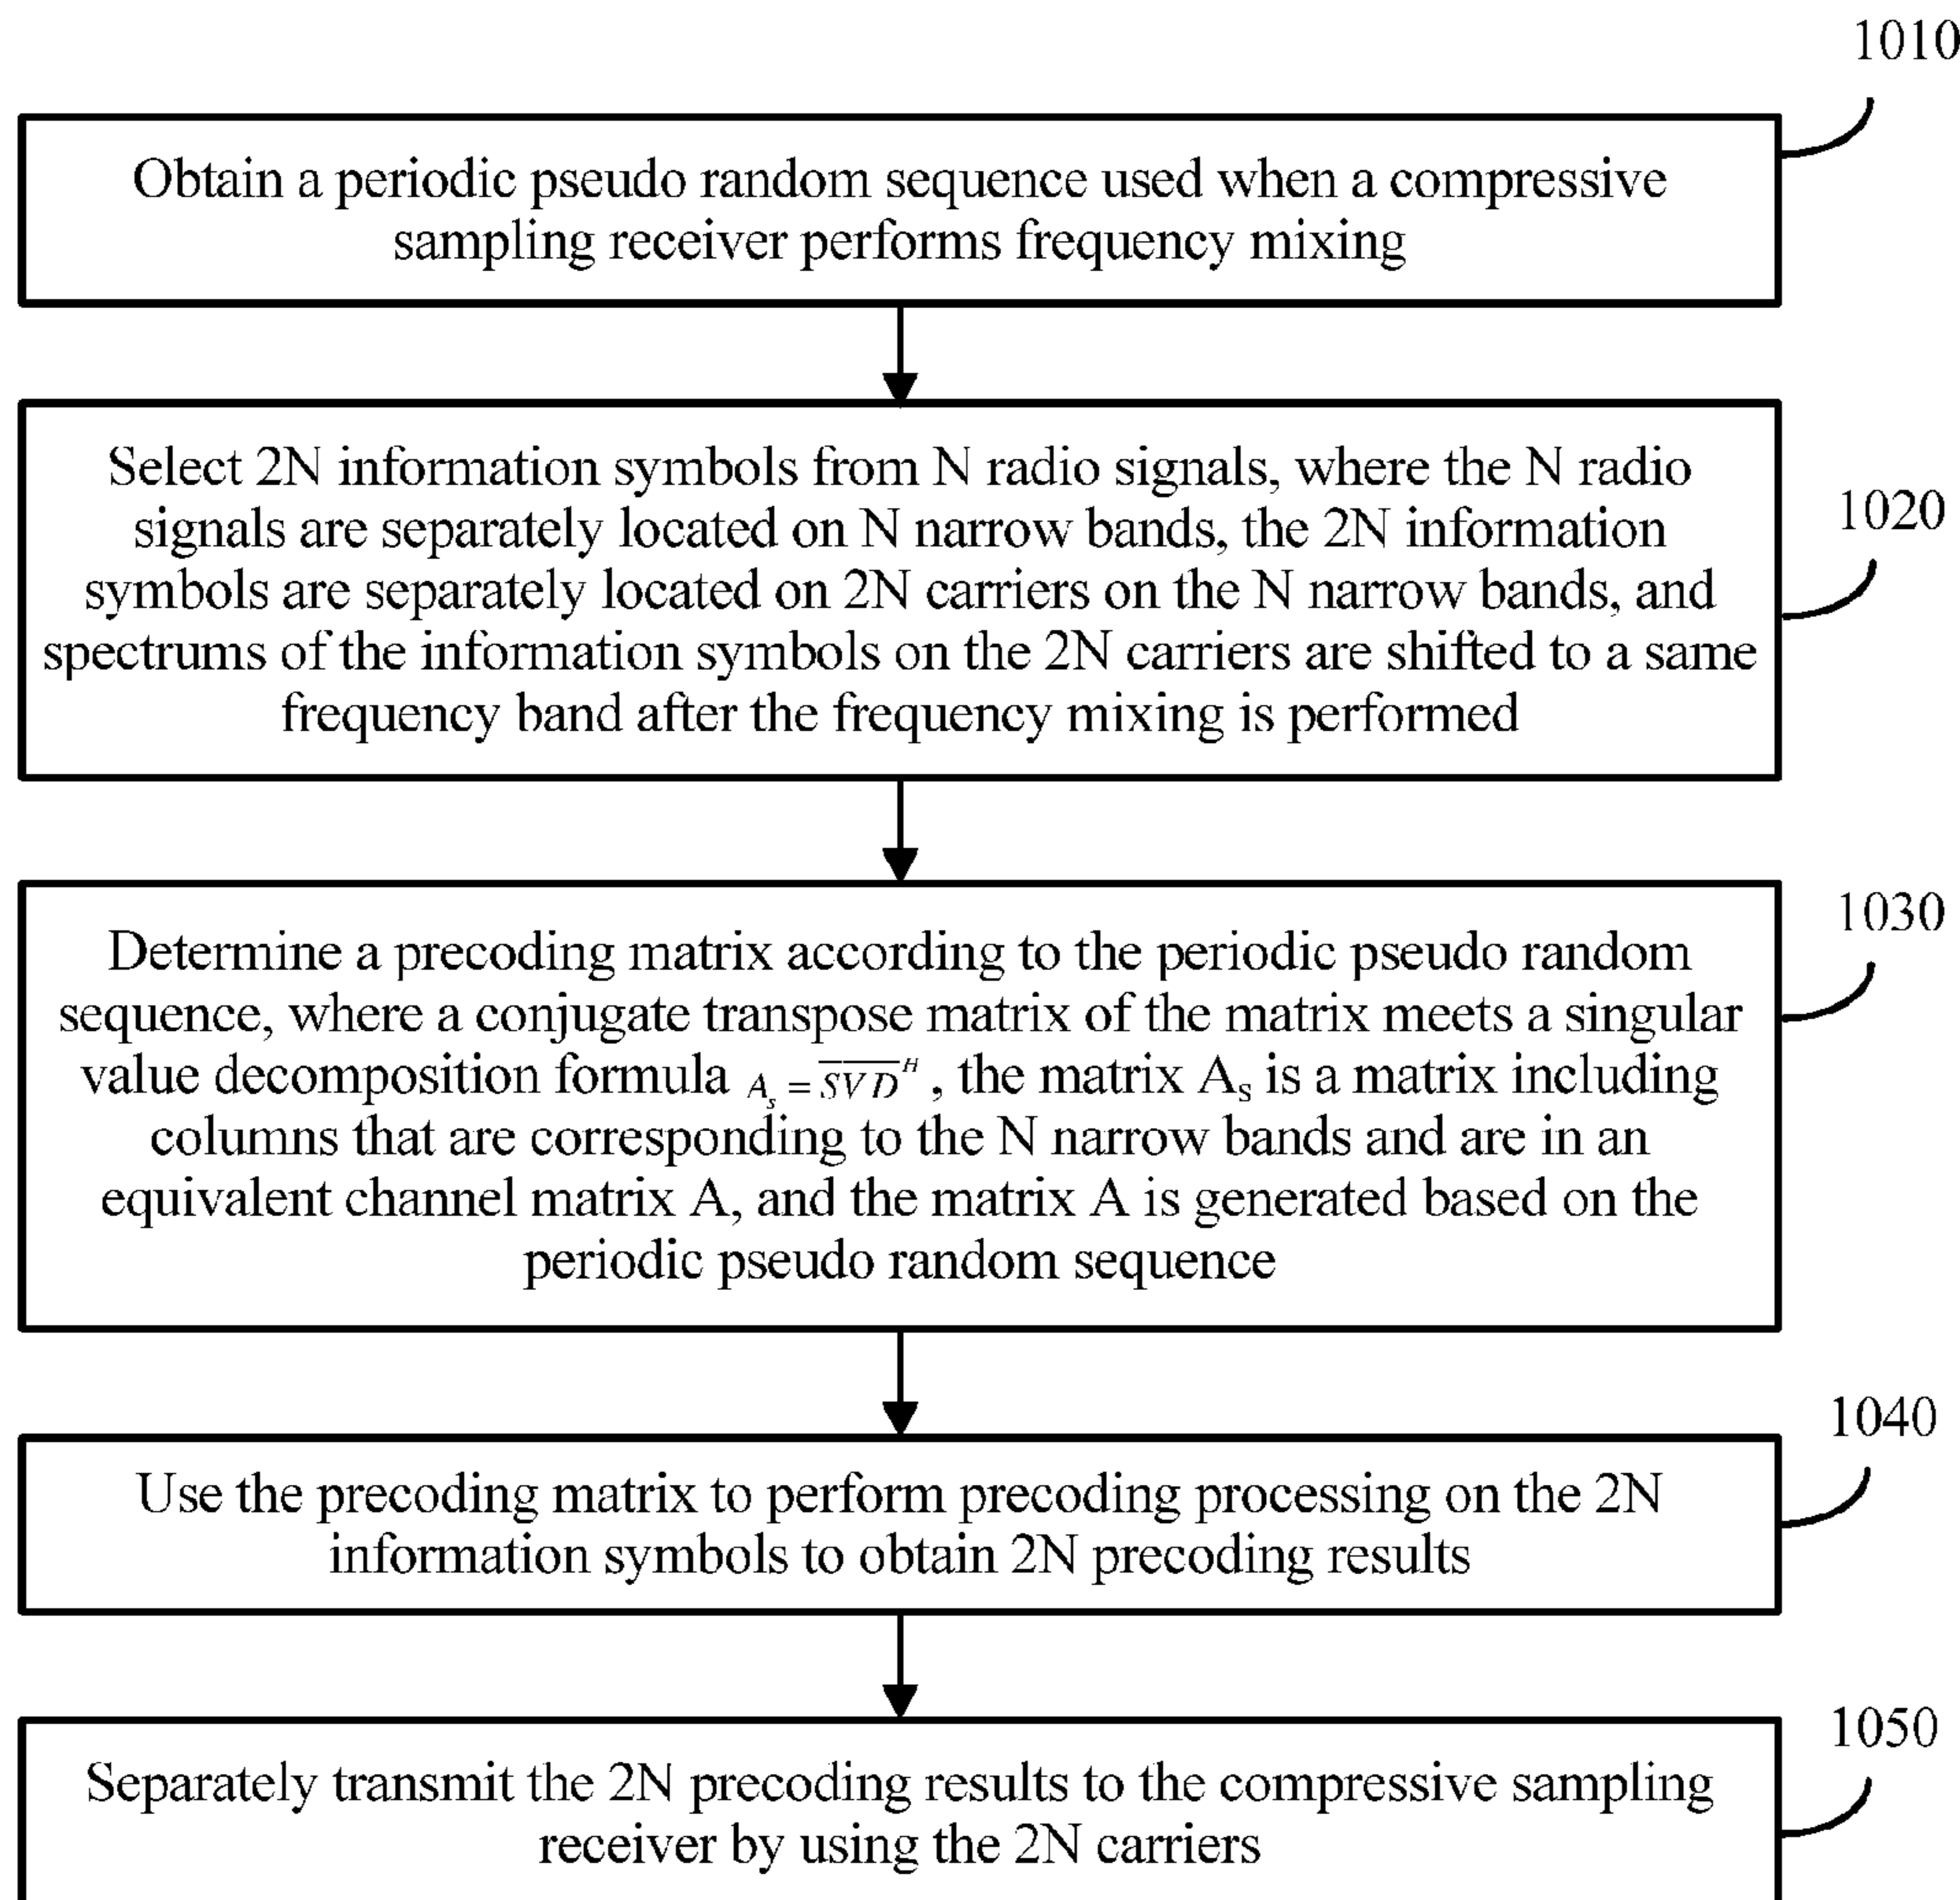 1010
Obtain a periodic pseudo random sequence used when a compressive
sampling receiver performs frequency mixing
1020
Select 2N information symbols from N radio signals, where the N radio
signals are separately located on N narrow bands, the 2N information
symbols are separately located on 2N carriers on the N narrow bands, and
spectrums of the information symbols on the 2N carriers are shifted to a same
frequency band after the frequency mixing is performed
1030
Determine a precoding matrix according to the periodic pseudo random
sequence, where a conjugate transpose matrix of the matrix meets a singular
value decomposition formula $A_s = \overline{S}\overline{V}\overline{D}^H$, the matrix A_s is a matrix including
columns that are corresponding to the N narrow bands and are in an
equivalent channel matrix A, and the matrix A is generated based on the
periodic pseudo random sequence
1040
Use the precoding matrix to perform precoding processing on the 2N
information symbols to obtain 2N precoding results
1050
Separately transmit the 2N precoding results to the compressive sampling
receiver by using the 2N carriers